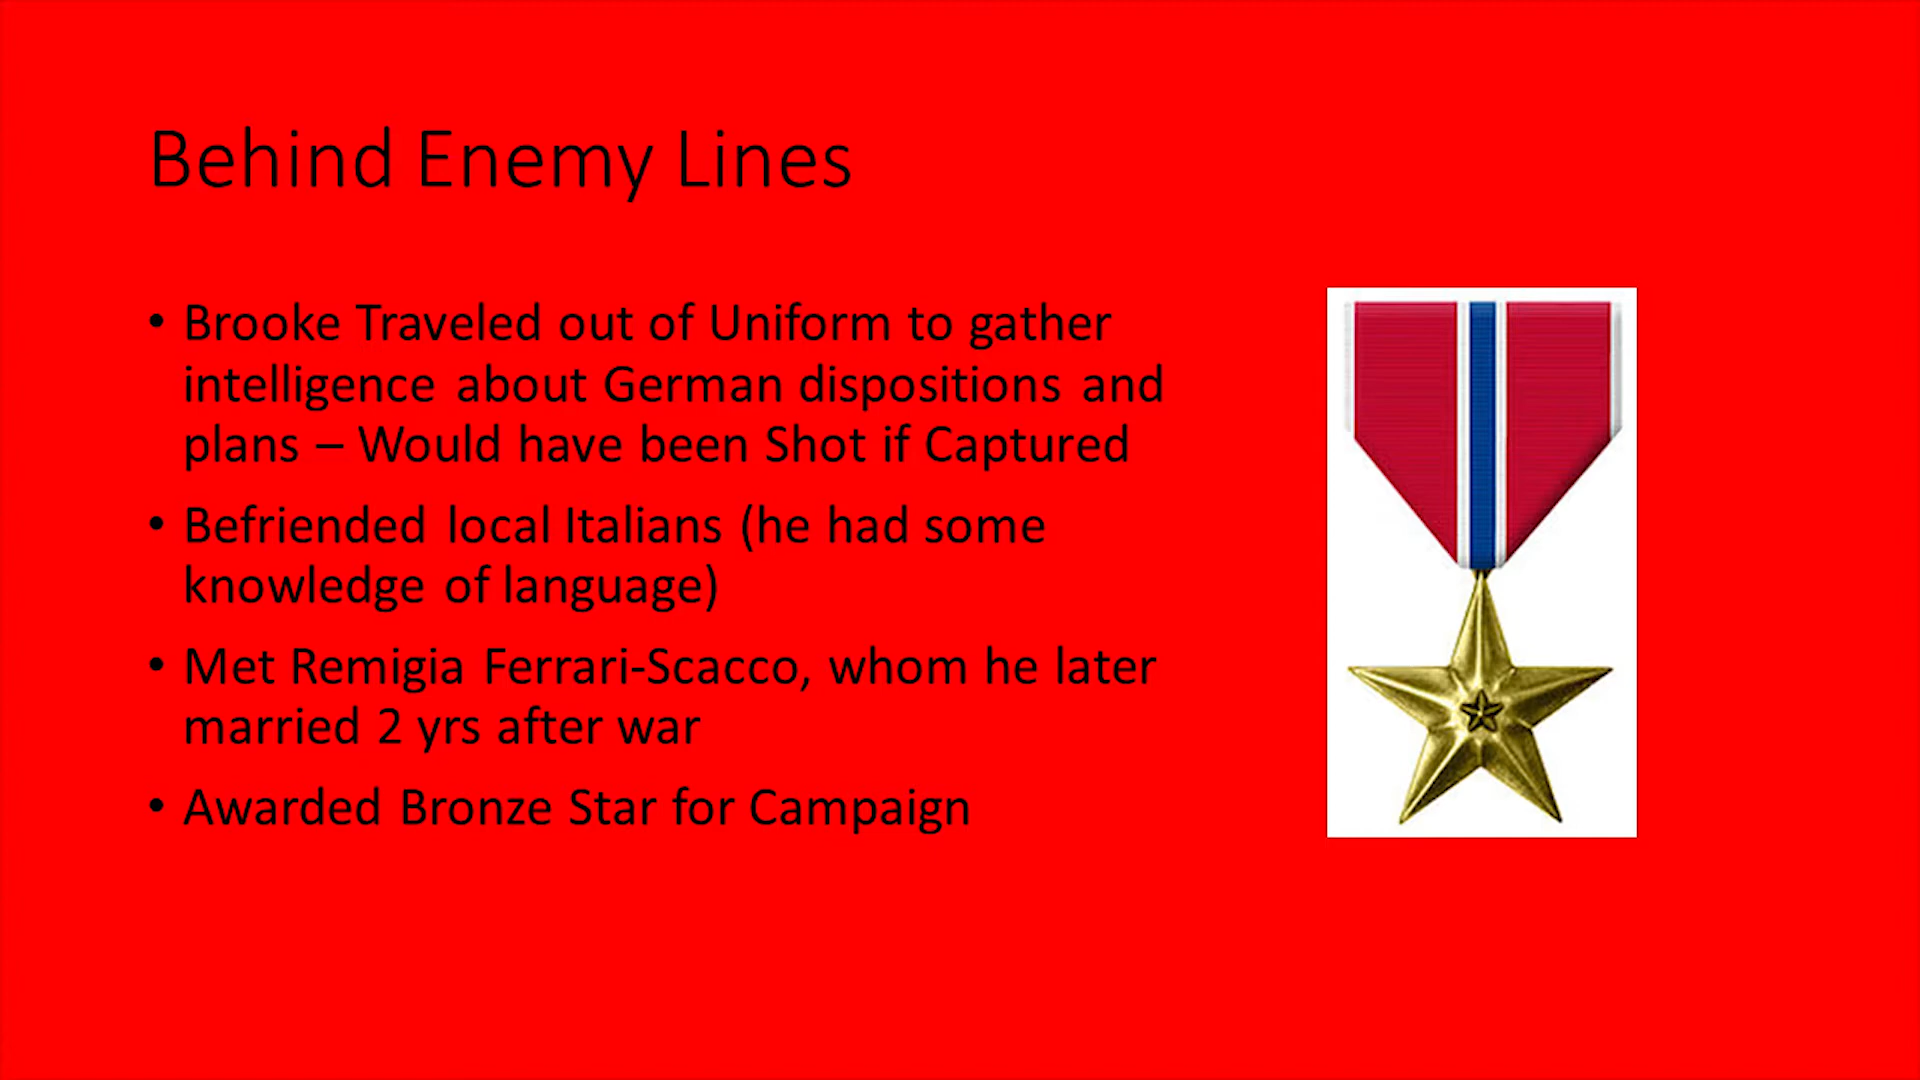 Behind Enemy Lines
• Brooke Traveled out of Uniform to gather
intelligence about German dispositions and
plans – Would have been Shot if Captured
• Befriended local Italians (he had some
knowledge of language)
• Met Remigia Ferrari-Scacco, whom he later
married 2 yrs after war
• Awarded Bronze Star for Campaign